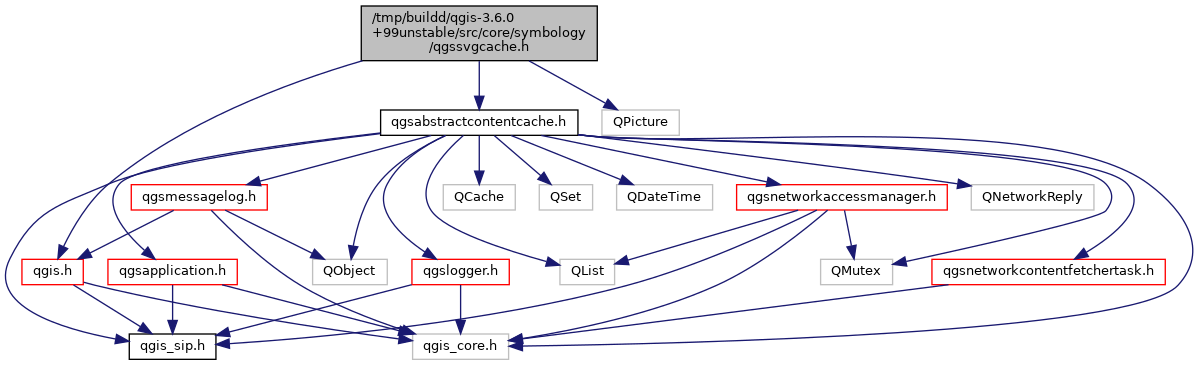 /tmp/buildd/qgis-3.6.0
+99unstable/src/core/symbology
/qgssvgcache.h
qgsabstractcontentcache.h
QPicture
qgsmessagelog.h
QCache
QSet
QDateTime
qgsnetworkaccessmanager.h
QNetworkReply
qgis.h
qgsapplication.h
QObject
qgslogger.h
QList
QMutex
qgsnetworkcontentfetchertask.h
qgis_sip.h
qgis_core.h